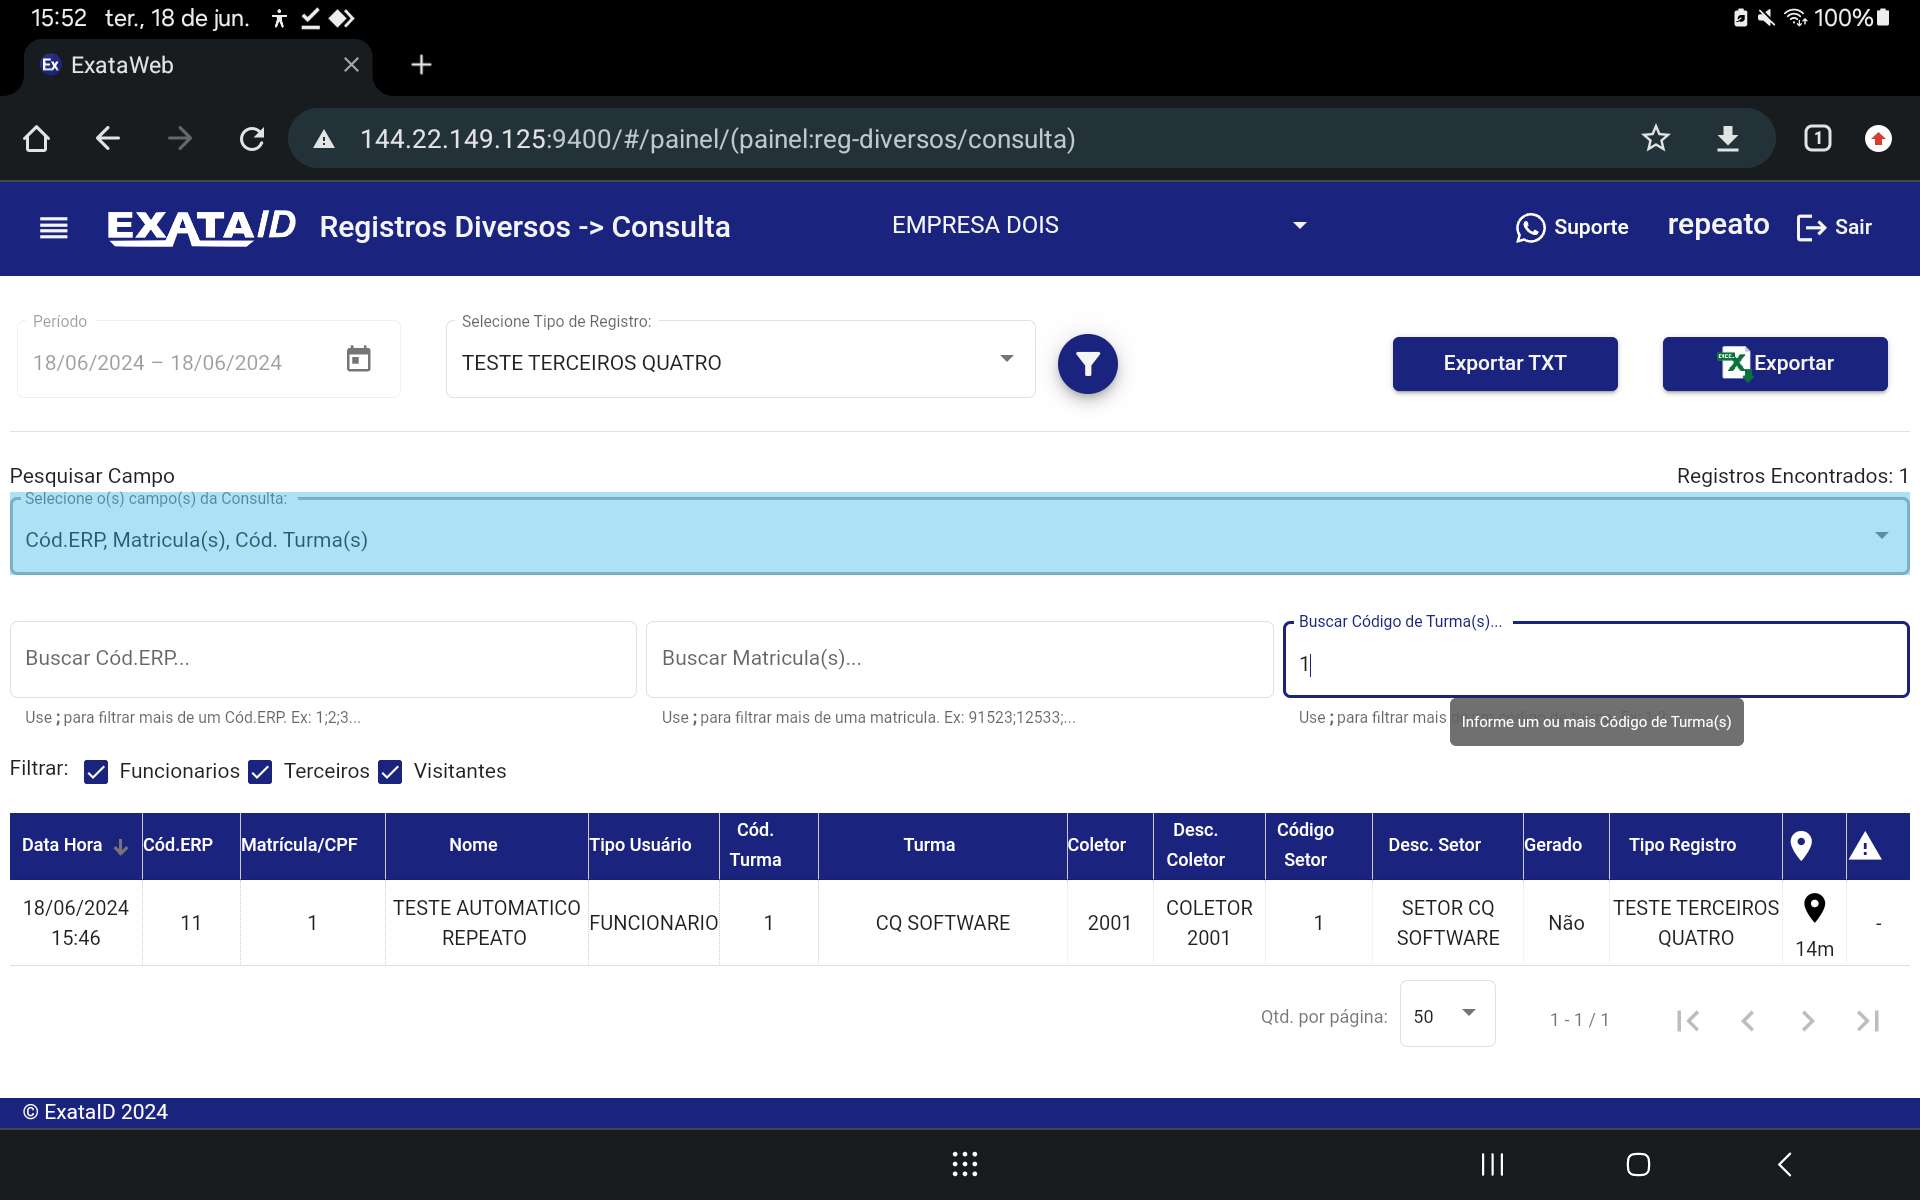 15:52 ter., 18 de jun. 100%
Ex ExataWeb
144.22.149.125:9400/#/painel/(painel:reg-diversos/consulta) 1
EXATAID Registros Diversos -> Consulta EMPRESA DOIS Suporte repeato Sair
Período Selecione Tipo de Registro:
18/06/2024 – 18/06/2024 TESTE TERCEIROS QUATRO Exportar TXT Exportar
Pesquisar Campo Registros Encontrados: 1
Selecione o(s) campo(s) da Consulta:
Cód.ERP, Matricula(s), Cód. Turma(s)
Buscar Código de Turma(s)...
Buscar Cód.ERP... Buscar Matricula(s)... 1
Use ; para filtrar mais de um Cód.ERP. Ex: 1;2;3... Use ; para filtrar mais de uma matricula. Ex: 91523;12533;... Use ; para filtrar mais
Informe um ou mais Código de Turma(s)
Filtrar: Funcionarios Terceiros Visitantes
Data Hora Cód.ERP Matrícula/CPF Nome Tipo Usuário Cód. Turma Turma Coletor Desc. Coletor Código Setor Desc. Setor Gerado Tipo Registro
18/06/2024 15:46 11 1 TESTE AUTOMATICO REPEATO FUNCIONARIO 1 CQ SOFTWARE 2001 COLETOR 2001 1 SETOR CQ SOFTWARE Não TESTE TERCEIROS QUATRO 14m -
Qtd. por página: 50 1 - 1 / 1
© ExataID 2024